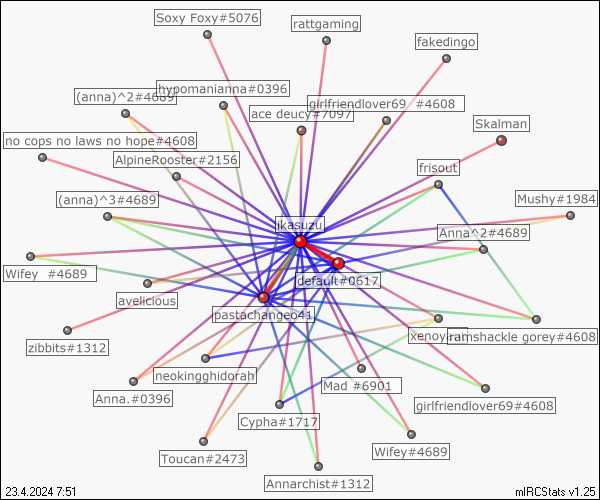 Soxy Foxy#5076
rattgaming
fakedingo
hypomanianna#0396
(anna)^2#4689
girlfriendlover69 #4608
ace deucy#7097
Skalman
no cops no laws no hope#4608
AlpineRooster#2156
frisout
(anna)^3#4689
Mushy#1984
ikasuzu
Anna^2#4689
Wifey #4689
default#0617
avelicious
pastachangeo41
ramshackle gorey#4608
zibbits#1312
neokingghidorah
Mad #6901
Anna.#0396
girlfriendlover69#4608
Cypha#1717
Wifey#4689
Toucan#2473
Annarchist#1312
23.4.2024 7:51
mIRCStats v1.25